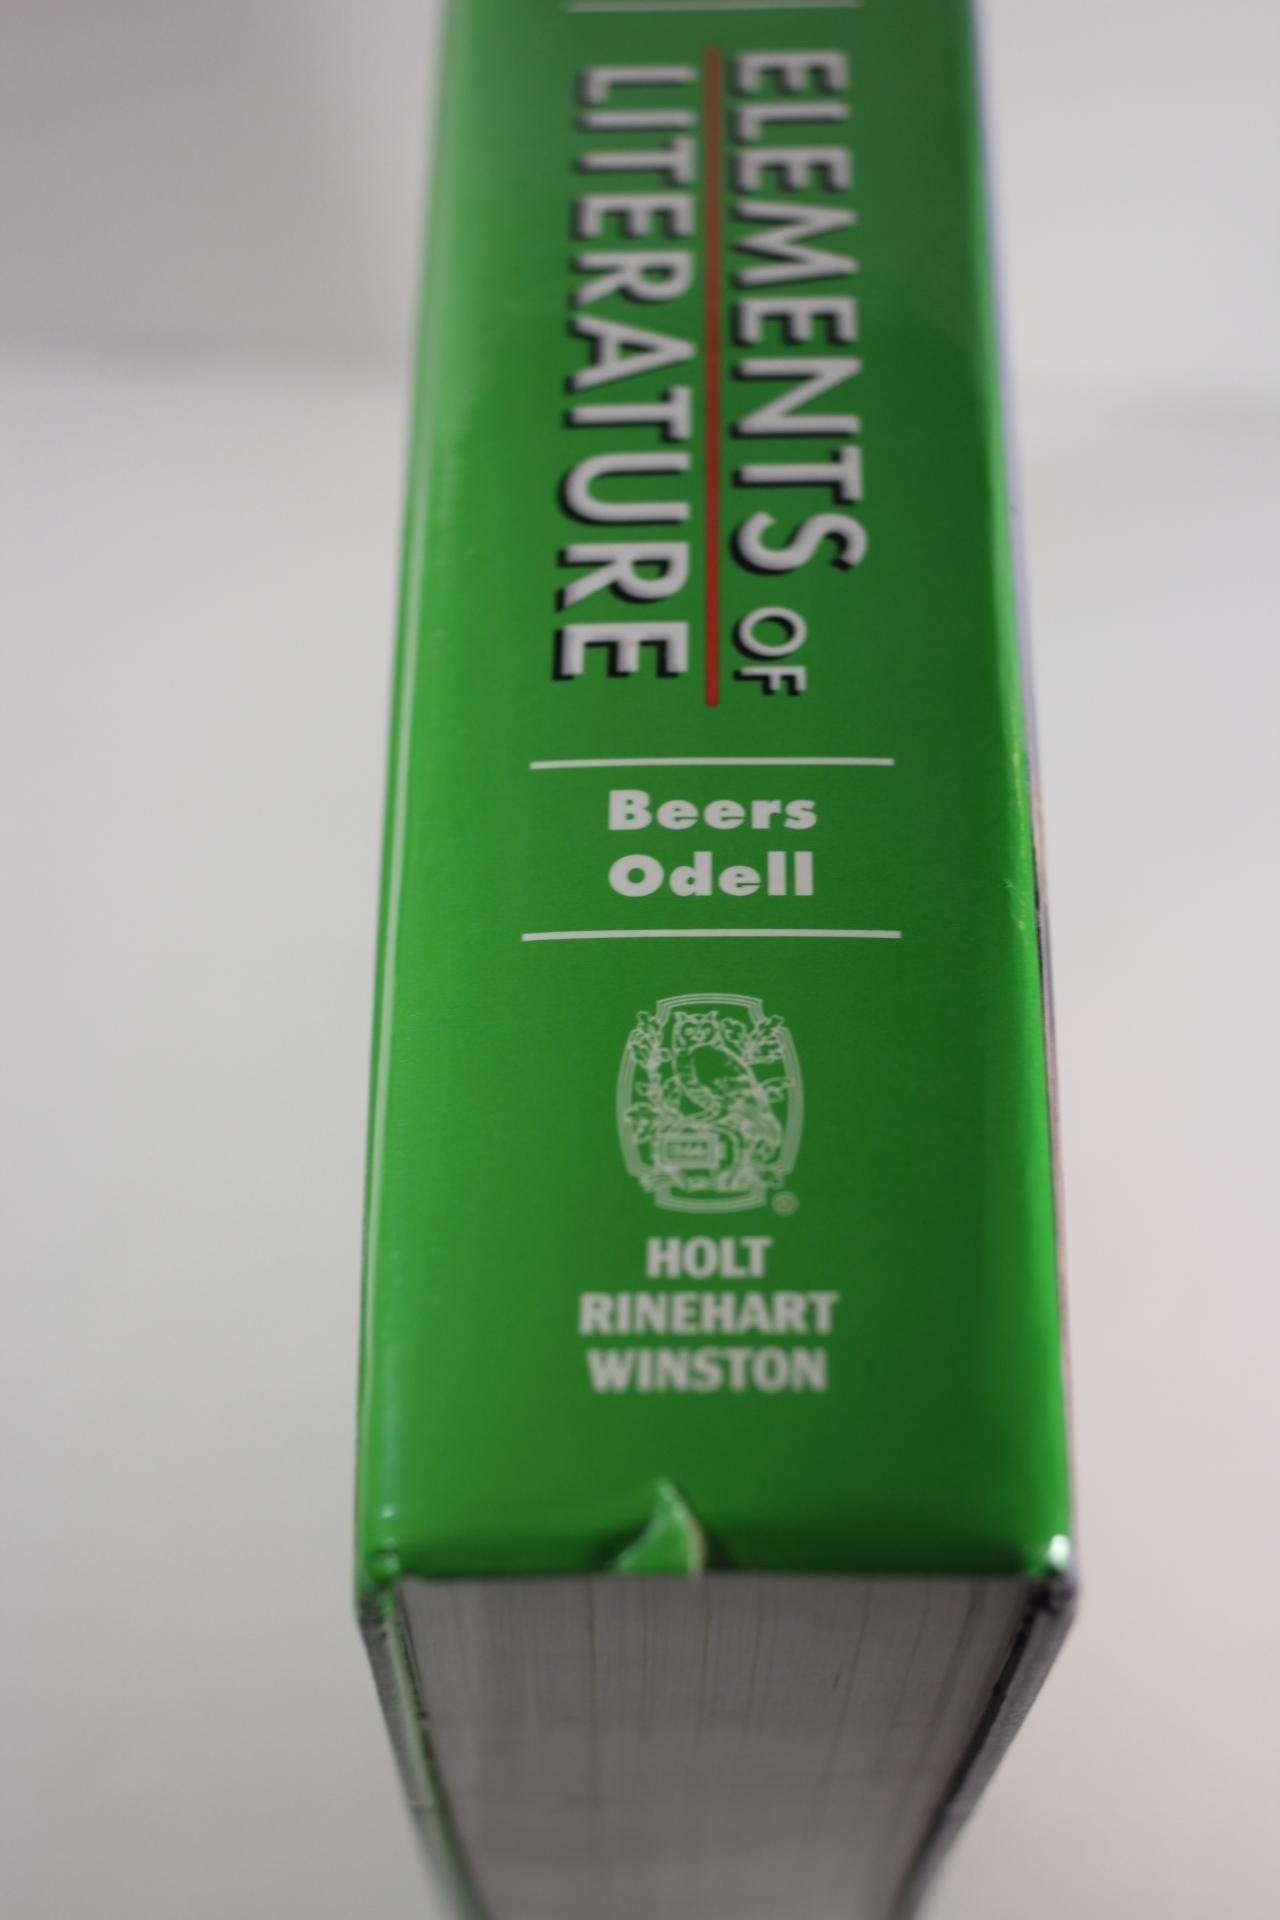 ELEMENTS OF
LITERATURE
Beers
Odell
®
HOLT
RINEHART
WINSTON